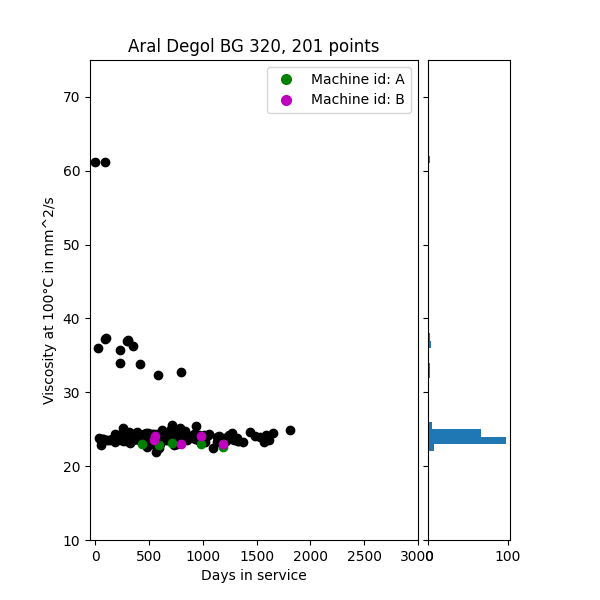 Aral Degol BG 320, 201 points
Machine id: A
Machine id: B
Viscosity at 100°C in mm^2/s
70
60
50
40
30
20
10
0 500 1000 1500 2000 2500 3000
0 100
Days in service